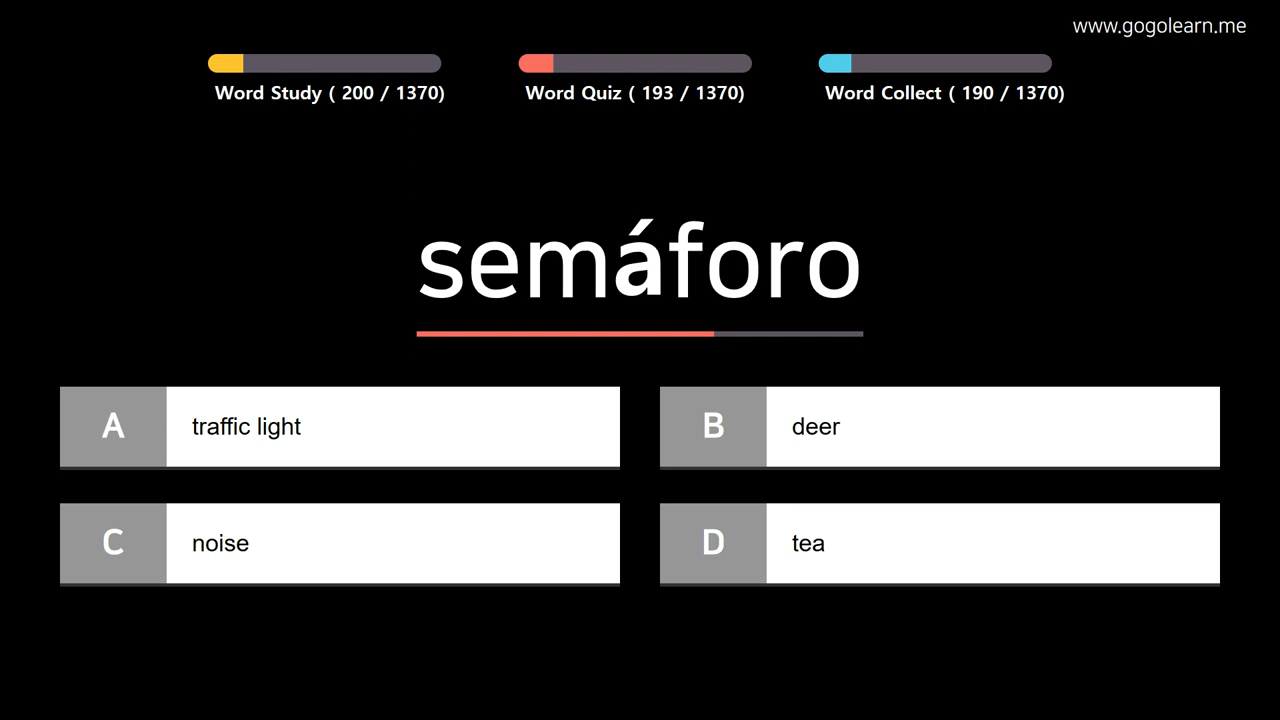 www.gogolearn.me
Word Study ( 200 / 1370)
Word Quiz ( 193 / 1370)
Word Collect ( 190 / 1370)
semáforo
A
traffic light
B
deer
C
noise
D
tea